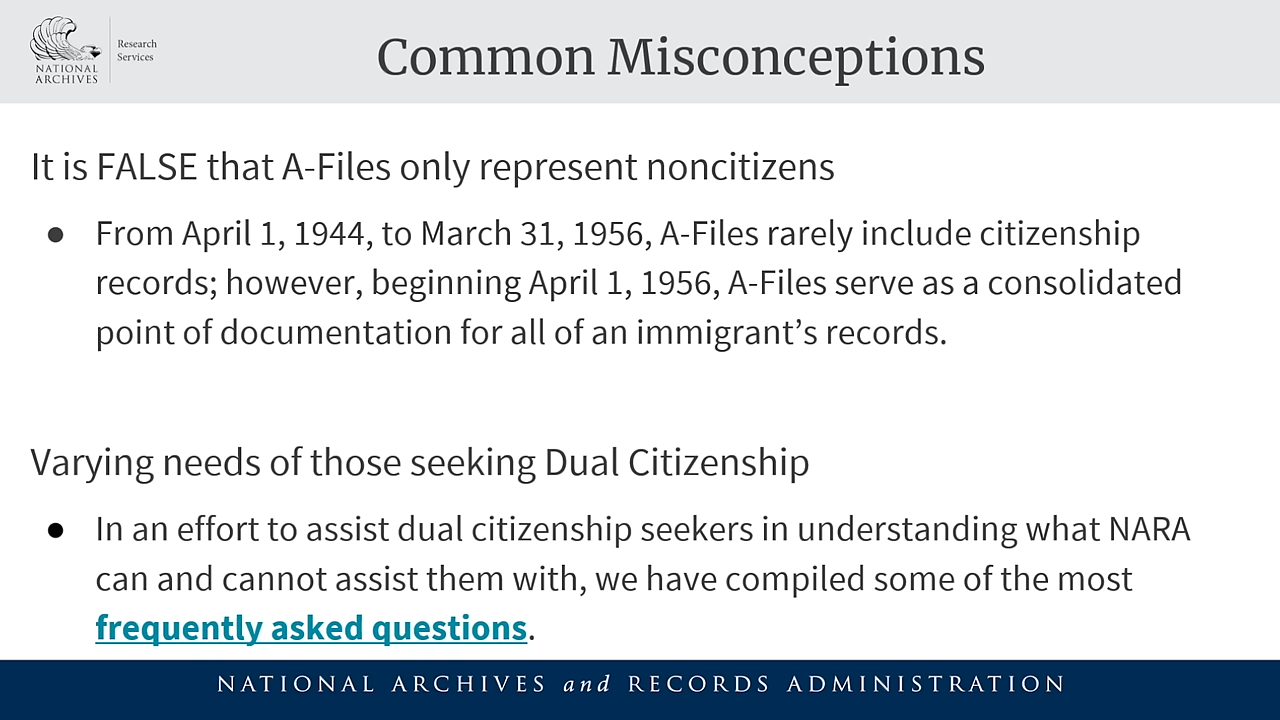 NATIONAL
ARCHIVES
Research
Services
Common Misconceptions
It is FALSE that A-Files only represent noncitizens
● From April 1, 1944, to March 31, 1956, A-Files rarely include citizenship
records; however, beginning April 1, 1956, A-Files serve as a consolidated
point of documentation for all of an immigrant’s records.
Varying needs of those seeking Dual Citizenship
● In an effort to assist dual citizenship seekers in understanding what NARA
can and cannot assist them with, we have compiled some of the most
frequently asked questions.
NATIONAL ARCHIVES and RECORDS ADMINISTRATION